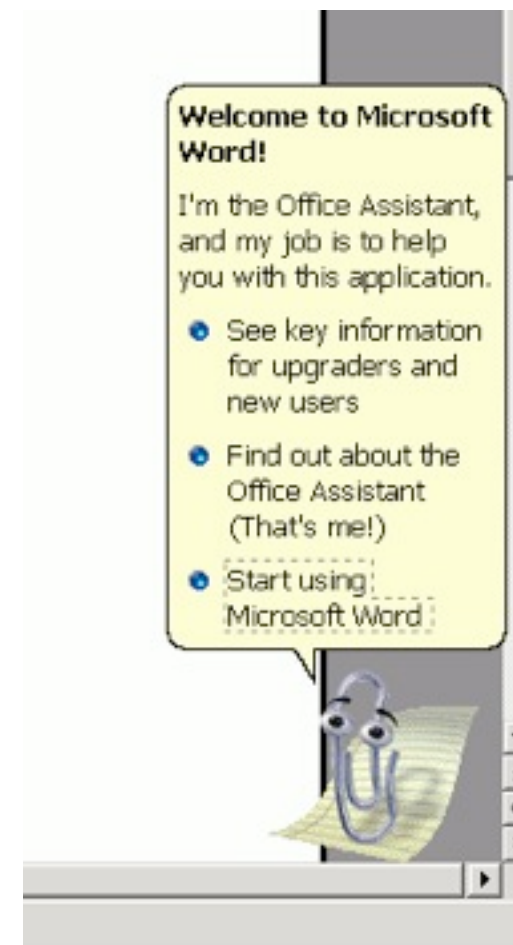 Welcome to Microsoft
Word!
I'm the Office Assistant,
and my job is to help
you with this application.
See key information
for upgraders and
new users
Find out about the
Office Assistant
(That's me!)
Start using
Microsoft Word